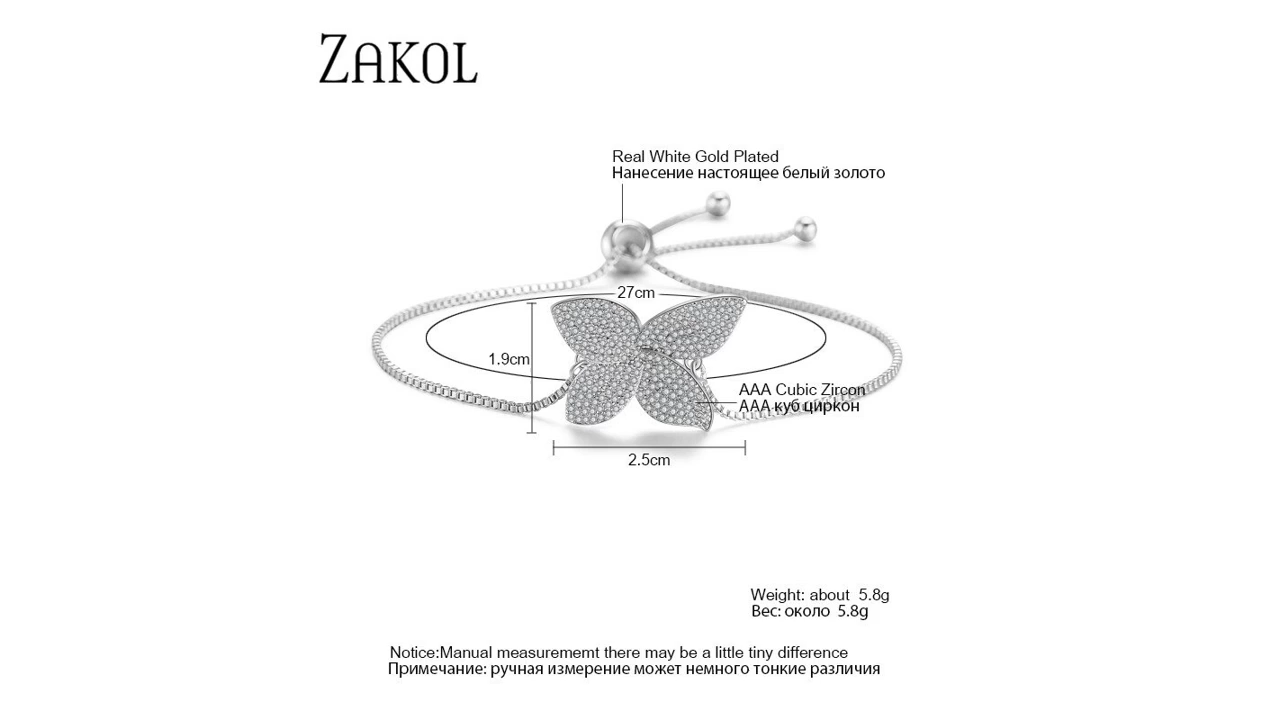 ZAKOL
Real White Gold Plated
Нанесение настоящее белый золото
27cm
1.9cm
AAA Cubic Zircon
AAA куб циркон
2.5cm
Weight: about 5.8g
Вес: около 5.8g
Notice:Manual measurememt there may be a little tiny difference
Примечание: ручная измерение может немного тонкие различия